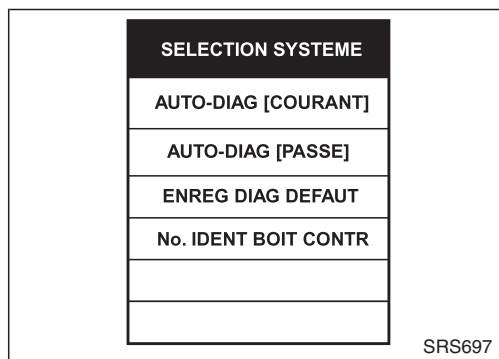 SELECTION SYSTEME
AUTO-DIAG [COURANT]
AUTO-DIAG [PASSE]
ENREG DIAG DEFAUT
No. IDENT BOIT CONTR
SRS697